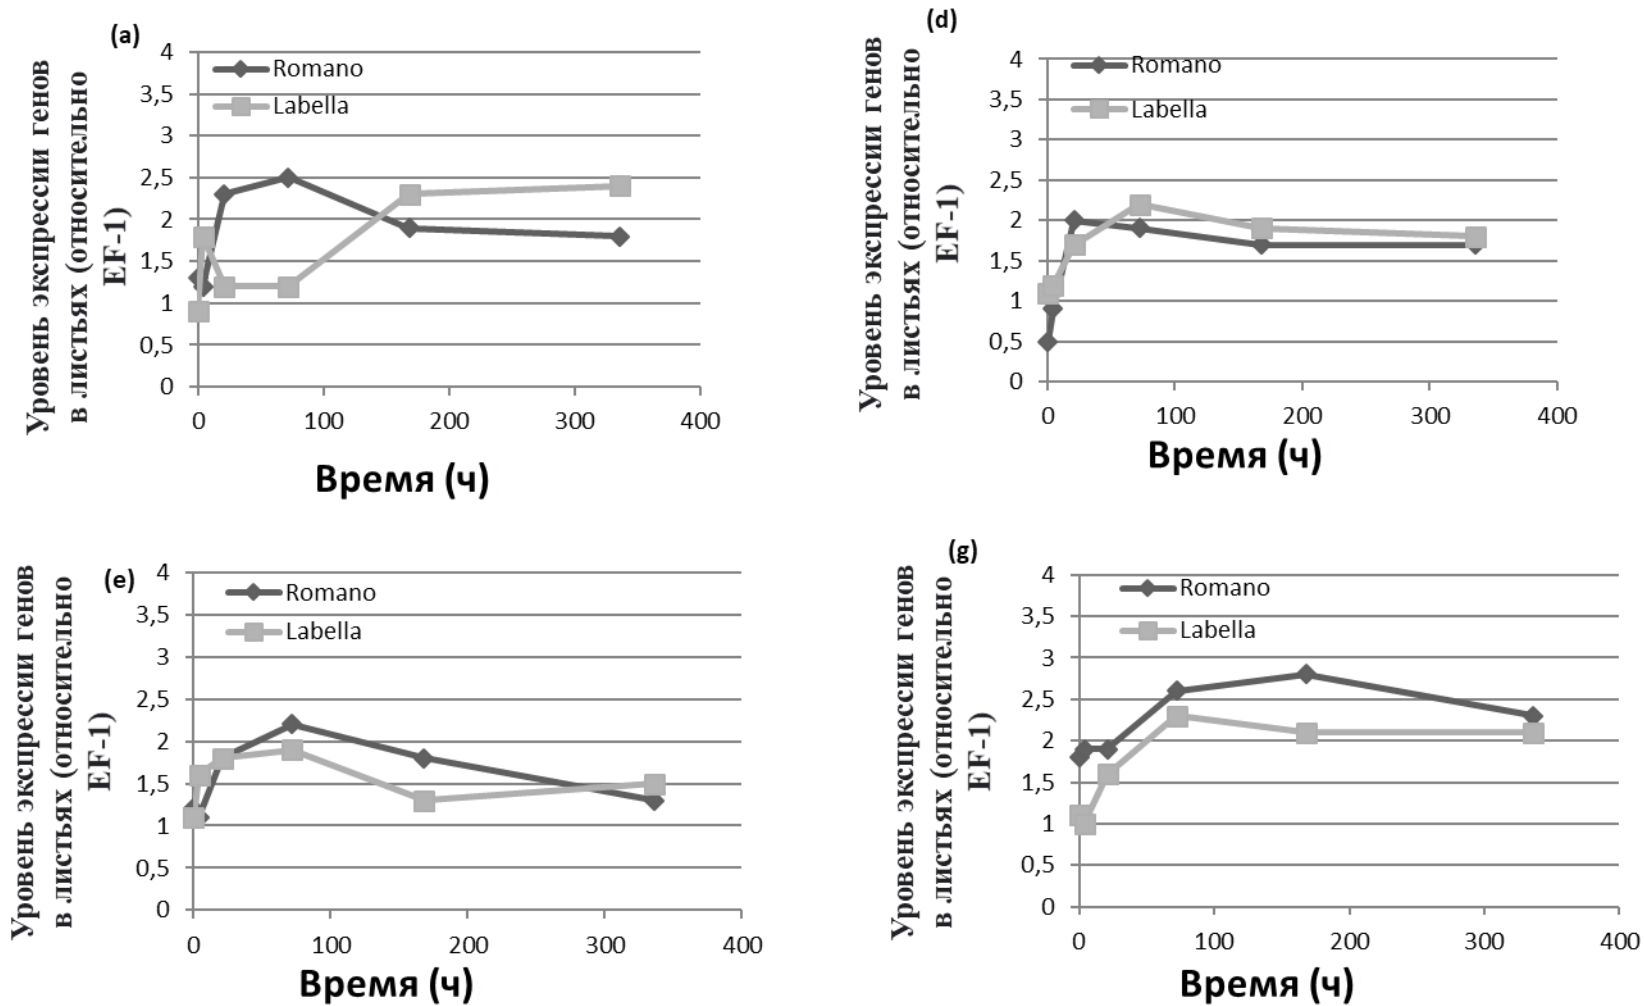 (a)
Уровень экспрессии генов
в листьях (относительно
EF-1)
4
3,5
3
2,5
2
1,5
1
0,5
0
Romano
Labella
0 100 200 300 400
Время (ч)
(d)
Уровень экспрессии генов
в листьях (относительно
EF-1)
4
3,5
3
2,5
2
1,5
1
0,5
0
Romano
Labella
0 100 200 300 400
Время (ч)
(e)
Уровень экспрессии генов
в листьях (относительно
EF-1)
4
3,5
3
2,5
2
1,5
1
0,5
0
Romano
Labella
0 100 200 300 400
Время (ч)
(g)
Уровень экспрессии генов
в листьях (относительно
EF-1)
4
3,5
3
2,5
2
1,5
1
0,5
0
Romano
Labella
0 100 200 300 400
Время (ч)